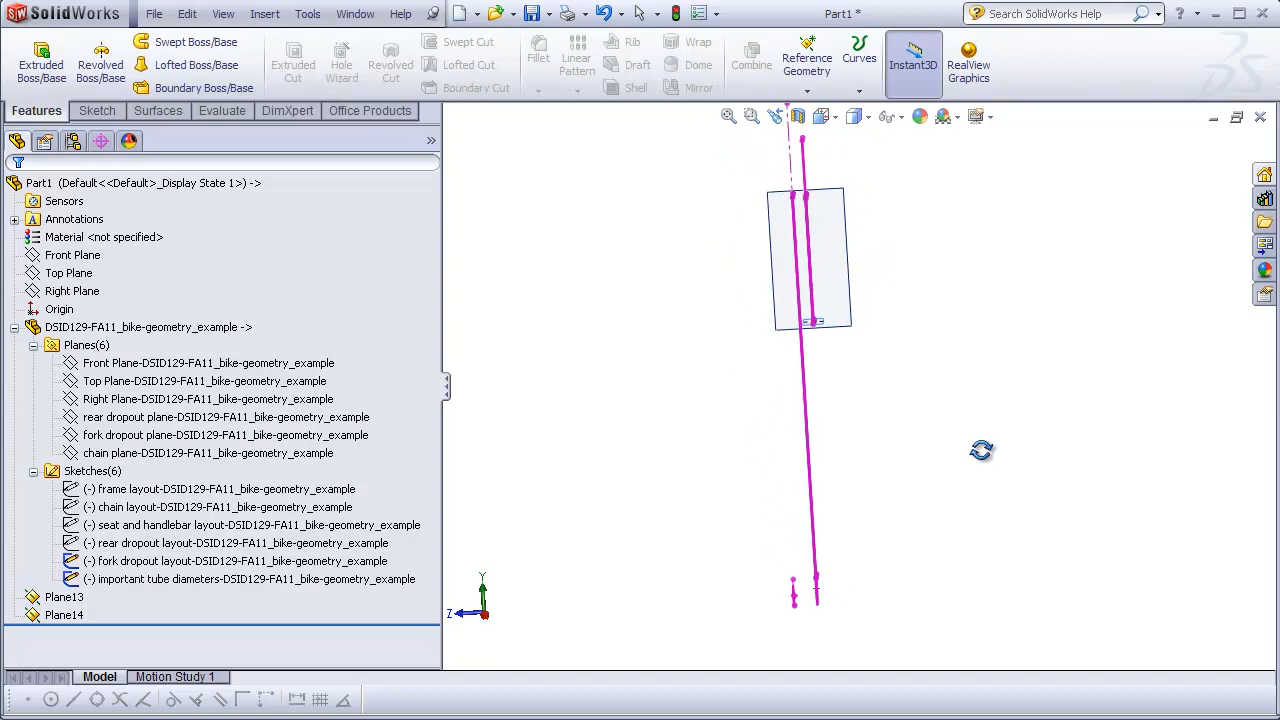 SolidWorks File Edit View Insert Tools Window Help Part1 * Search SolidWorks Help
Extruded Boss/Base
Revolved Boss/Base
Swept Boss/Base
Lofted Boss/Base
Boundary Boss/Base
Extruded Cut
Hole Wizard
Revolved Cut
Swept Cut
Lofted Cut
Boundary Cut
Fillet
Linear Pattern
Rib
Draft
Shell
Wrap
Dome
Mirror
Combine
Reference Geometry
Curves
Instant3D
RealView Graphics
Features Sketch Surfaces Evaluate DimXpert Office Products
Part1 (Default <<Default>_Display State 1>) ->
Sensors
Annotations
Material <not specified>
Front Plane
Top Plane
Right Plane
Origin
DSID129-FA11_bike-geometry_example ->
Planes(6)
Front Plane-DSID129-FA11_bike-geometry_example
Top Plane-DSID129-FA11_bike-geometry_example
Right Plane-DSID129-FA11_bike-geometry_example
rear dropout plane-DSID129-FA11_bike-geometry_example
fork dropout plane-DSID129-FA11_bike-geometry_example
chain plane-DSID129-FA11_bike-geometry_example
Sketches(6)
(-) frame layout-DSID129-FA11_bike-geometry_example
layout-DSID129-FA11_bike-geometry_example
(-) seat and handlebar layout-DSID129-FA11_bike-geometry_example
(-) rear dropout layout-DSID129-FA11_bike-geometry_example
(-) fork dropout layout-DSID129-FA11_bike-geometry_example
(-) important tube diameters-DSID129-FA11_bike-geometry_example
Plane13
Plane14
Y
Z
Model Motion Study 1